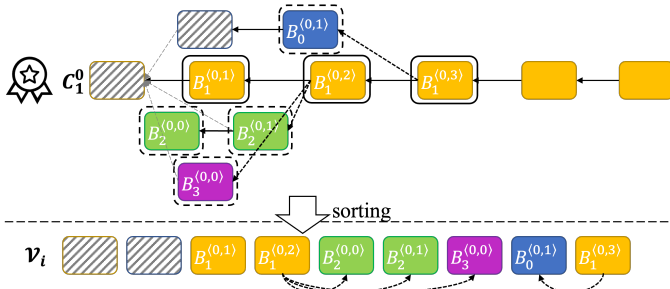 B_0^{⟨0,1⟩}
C_1^0 B_1^{⟨0,1⟩} B_1^{⟨0,2⟩} B_1^{⟨0,3⟩}
B_2^{⟨0,0⟩} B_2^{⟨0,1⟩}
B_3^{⟨0,0⟩}
sorting
𝒱_i B_1^{⟨0,1⟩} B_1^{⟨0,2⟩} B_2^{⟨0,0⟩} B_2^{⟨0,1⟩} B_3^{⟨0,0⟩} B_0^{⟨0,1⟩} B_1^{⟨0,3⟩}